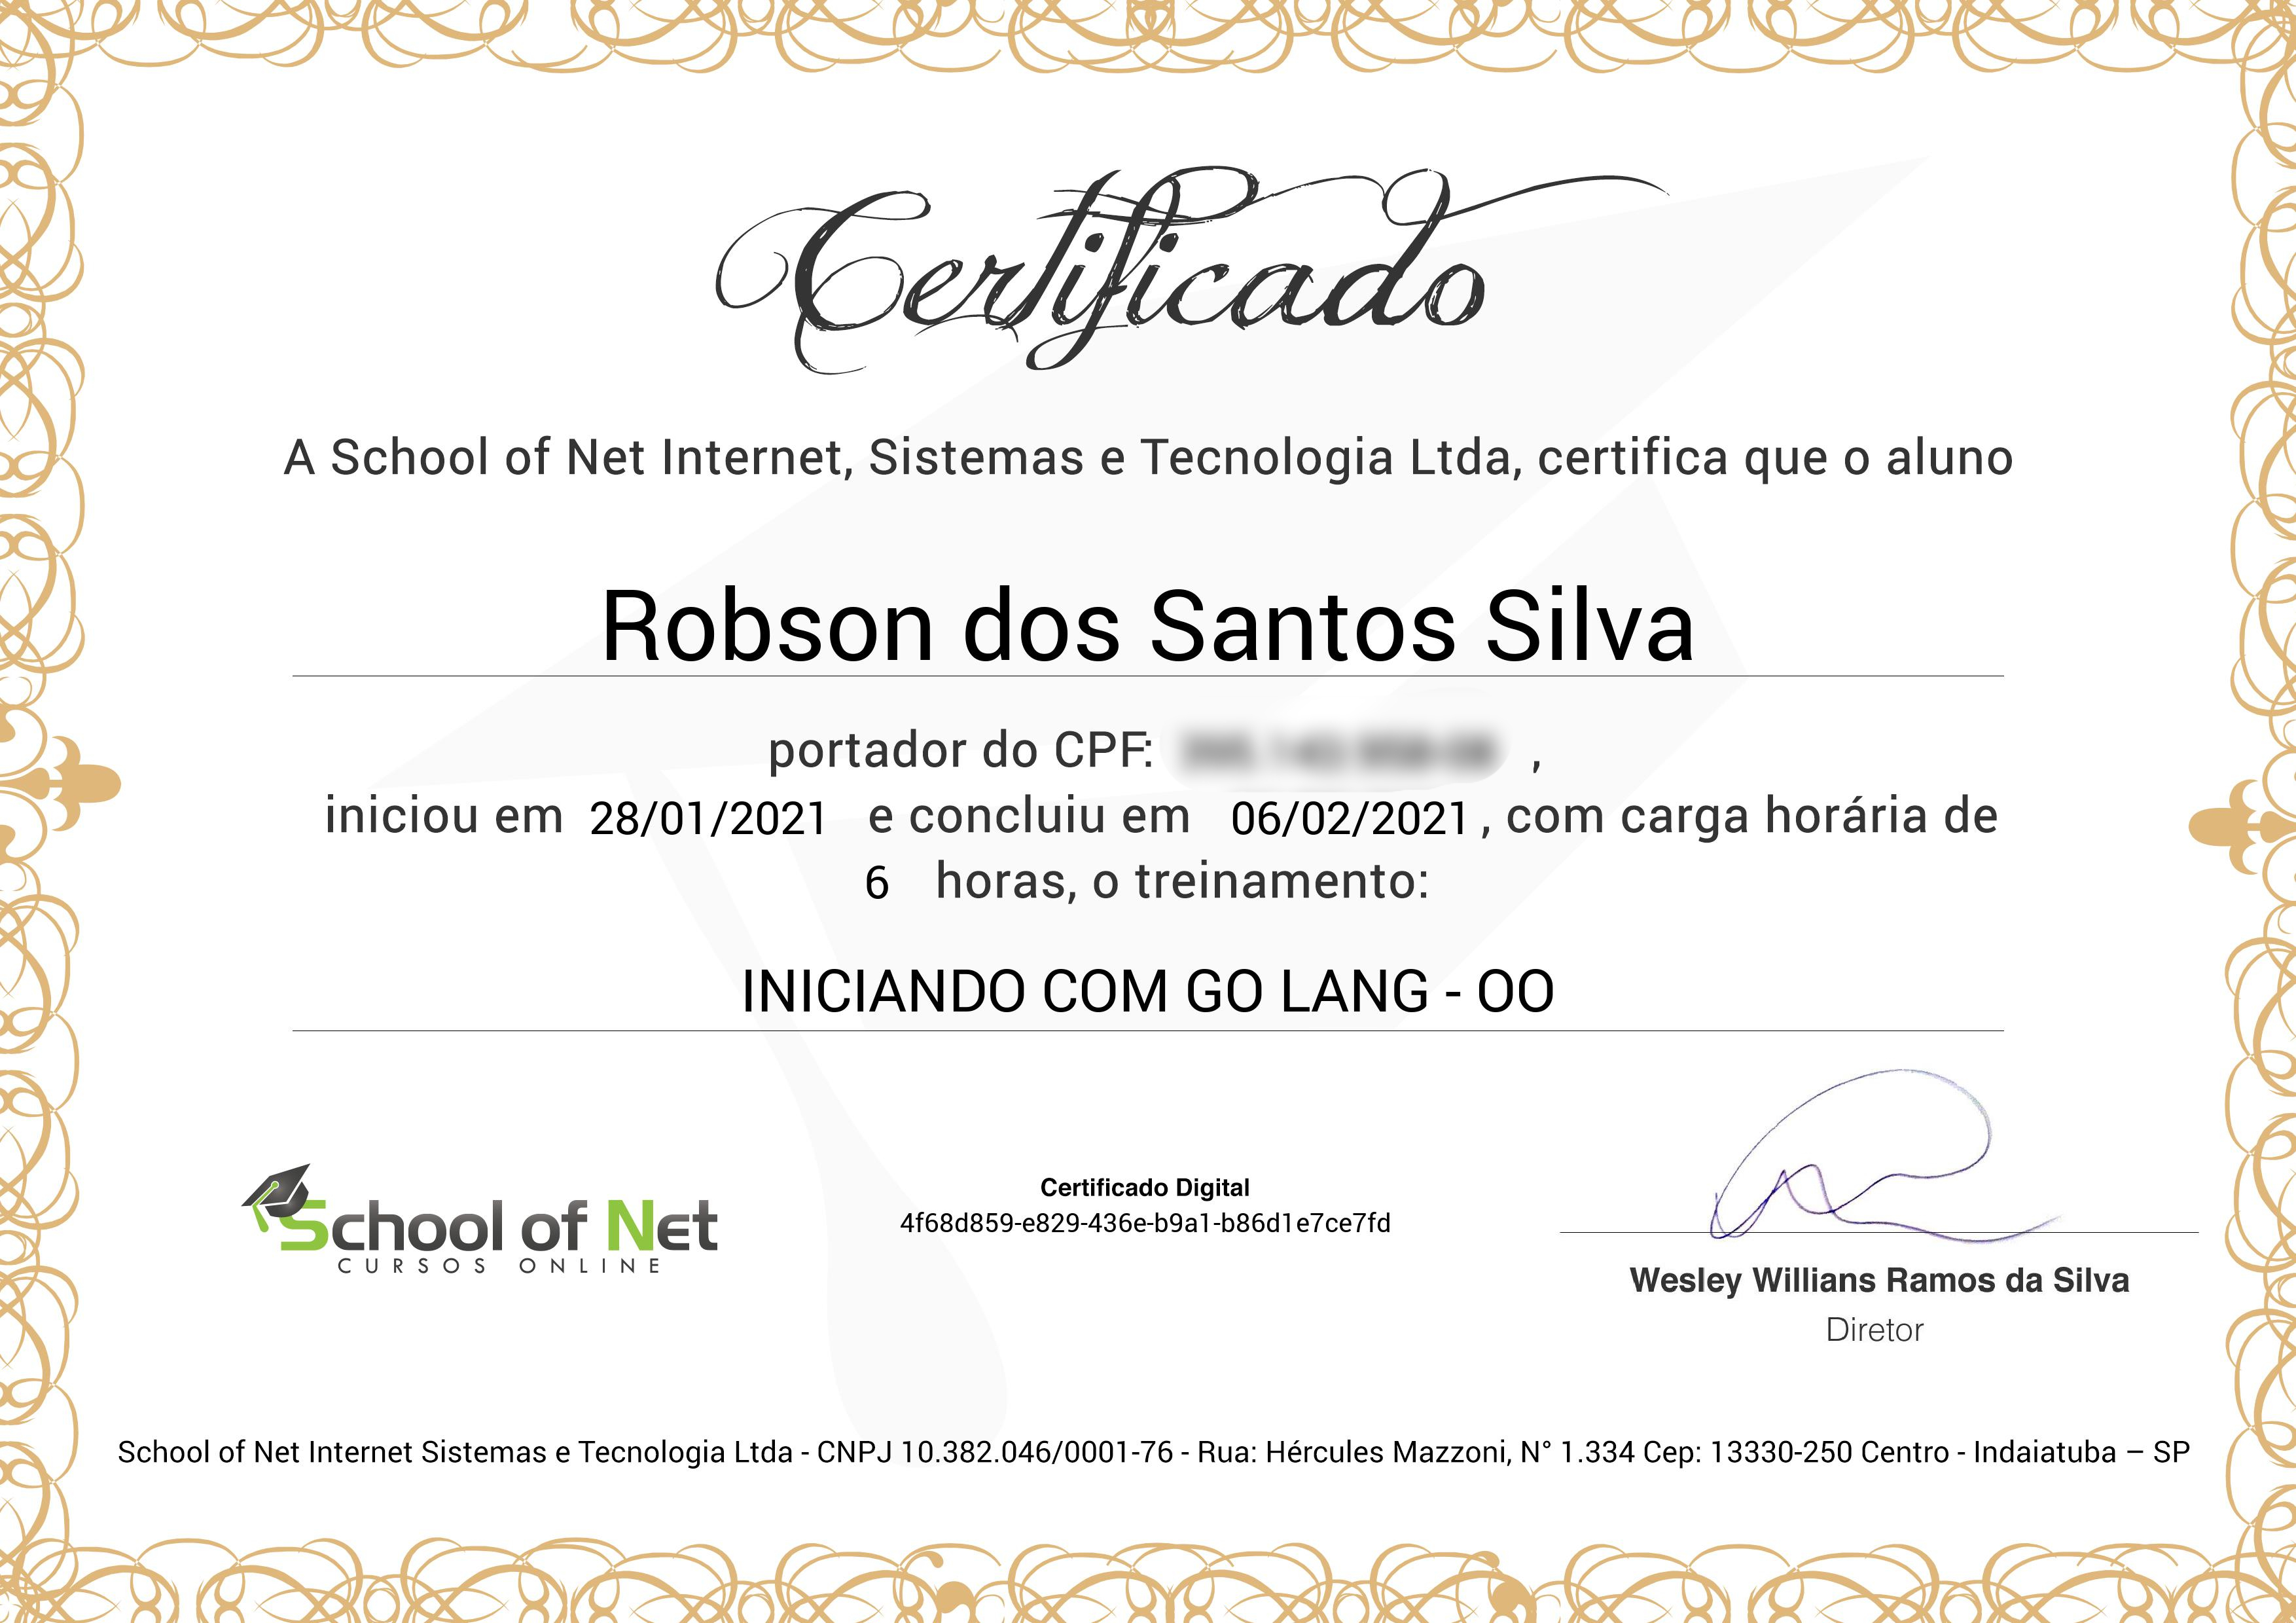 Certificado
A School of Net Internet, Sistemas e Tecnologia Ltda, certifica que o aluno
Robson dos Santos Silva
portador do CPF: ,
iniciou em 28/01/2021 e concluiu em 06/02/2021 , com carga horária de
6 horas, o treinamento:
INICIANDO COM GO LANG - OO
School of Net
CURSOS ONLINE
Certificado Digital
4f68d859-e829-436e-b9a1-b86d1e7ce7fd
Wesley Willians Ramos da Silva
Diretor
School of Net Internet Sistemas e Tecnologia Ltda - CNPJ 10.382.046/0001-76 - Rua: Hércules Mazzoni, N° 1.334 Cep: 13330-250 Centro - Indaiatuba – SP